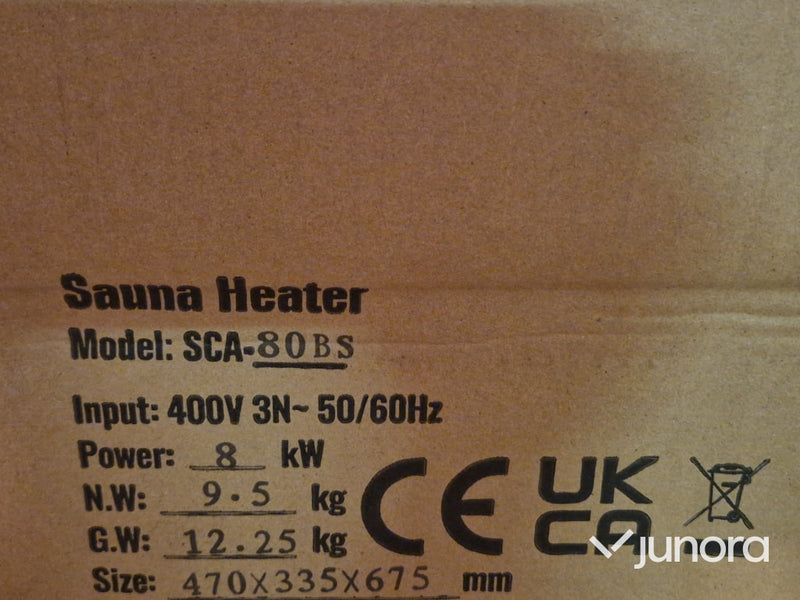 Sauna Heater
Model: SCA-80BS
Input: 400V 3N~ 50/60Hz
Power: 8 kW
N.W: 9.5 kg
G.W: 12.25 kg
Size: 470X335X675 mm
CE
UK
CA
junora